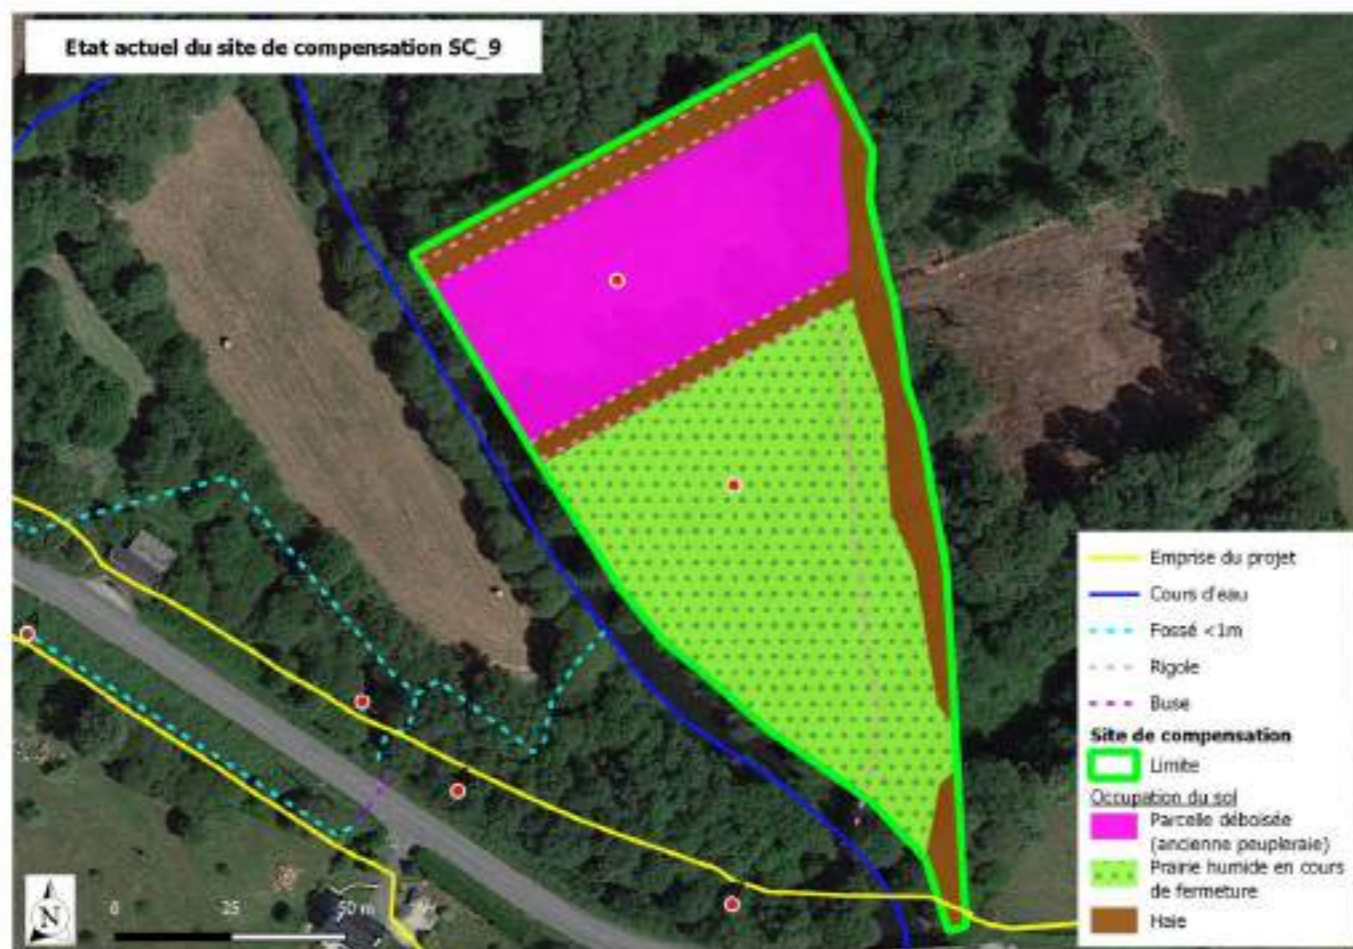 Etat actuel du site de compensation SC_9
Emprise du projet
Cours d'eau
Fossé <1m
Rigole
Buse
Site de compensation
Limite
Occupation du sol
Parcelle déboisée
(ancienne peupleraie)
Prairie humide en cours
de fermeture
Haie
N
0 25 50 m